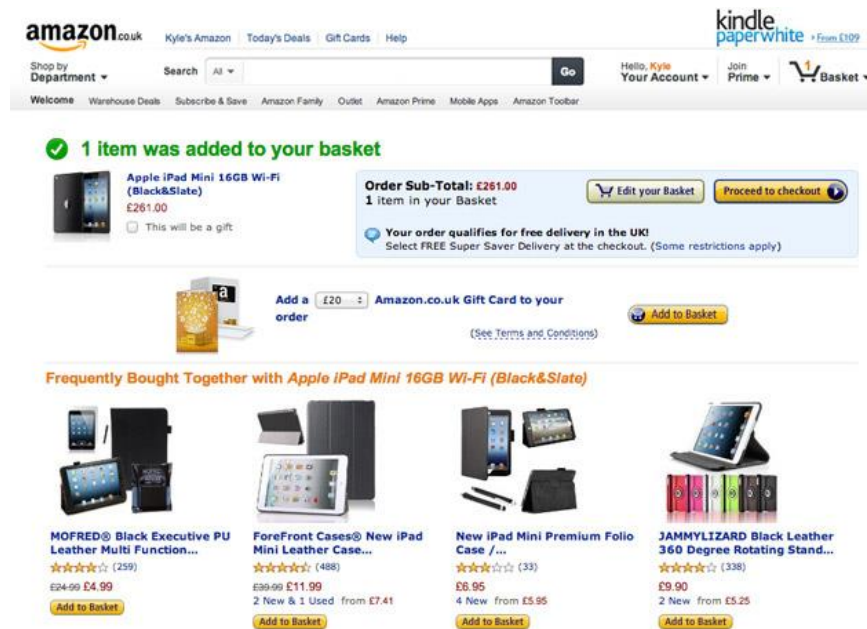 amazon.co.uk
Kyle's Amazon | Today's Deals | Gift Cards | Help
kindle
paperwhite
› From £109
Shop by
Department
Search All Go
Hello, Kyle
Your Account
Join
Prime
1
Basket
Welcome Warehouse Deals Subscribe & Save Amazon Family Outlet Amazon Prime Mobile Apps Amazon Toolbar
1 item was added to your basket
Apple iPad Mini 16GB Wi-Fi
(Black&Slate)
£261.00
This will be a gift
Order Sub-Total: £261.00
1 item in your Basket
Edit your Basket
Proceed to checkout
Your order qualifies for free delivery in the UK!
Select FREE Super Saver Delivery at the checkout. (Some restrictions apply)
a
Add a £20 Amazon.co.uk Gift Card to your
order
(See Terms and Conditions)
Add to Basket
Frequently Bought Together with Apple iPad Mini 16GB Wi-Fi (Black&Slate)
MOFRED® Black Executive PU
Leather Multi Function...
(259)
£24.99 £4.99
Add to Basket
ForeFront Cases® New iPad
Mini Leather Case...
(488)
£39.99 £11.99
2 New & 1 Used from £7.41
Add to Basket
New iPad Mini Premium Folio
Case /...
(33)
£6.95
4 New from £5.95
Add to Basket
JAMMYLIZARD Black Leather
360 Degree Rotating Stand...
(338)
£9.90
2 New from £5.25
Add to Basket